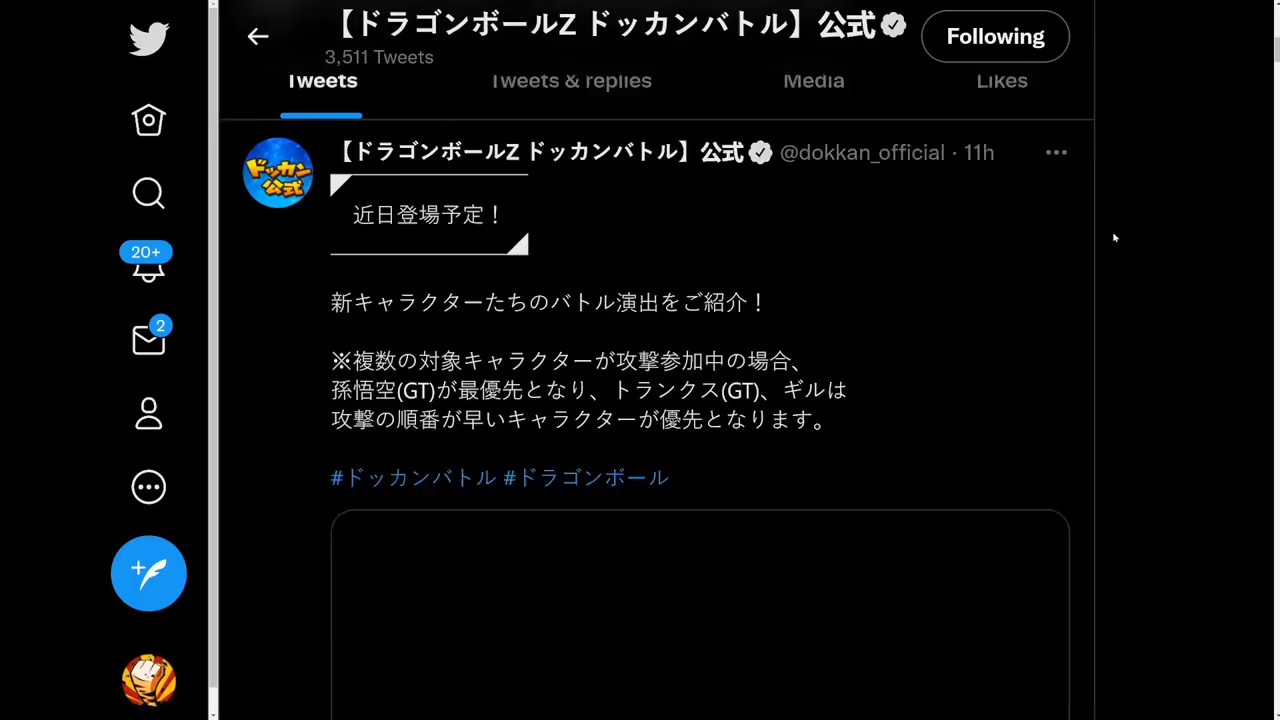 【ドラゴンボールZ ドッカンバトル】公式
Following
3,511 Tweets
Tweets
Tweets & replies
Media
Likes
ドッカン
公式
【ドラゴンボールZ ドッカンバトル】公式 @dokkan_official · 11h
近日登場予定！
20+
新キャラクターたちのバトル演出をご紹介！
2
※複数の対象キャラクターが攻撃参加中の場合、
孫悟空(GT)が最優先となり、トランクス(GT)、ギルは
攻撃の順番が早いキャラクターが優先となります。
#ドッカンバトル #ドラゴンボール